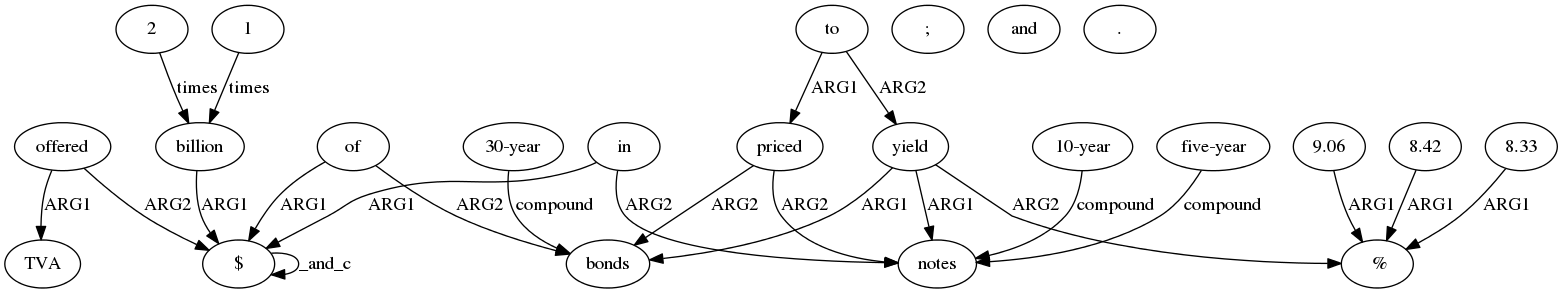 2 1 to ; and .
times times ARG1 ARG2
offered billion of 30-year in priced yield 10-year five-year 9.06 8.42 8.33
ARG1 ARG2 ARG1 ARG1 ARG1 ARG2 compound ARG2 ARG2 ARG2 ARG1 ARG1 ARG2 compound compound ARG1 ARG1 ARG1
TVA $ _and_c bonds notes %